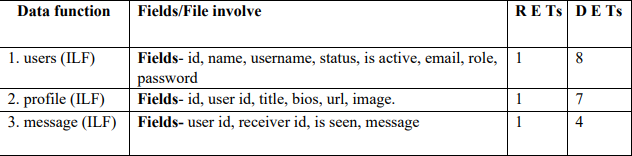 Data function Fields/File involve R E Ts D E Ts
1. users (ILF) Fields- id, name, username, status, is active, email, role, 1 8
password
2. profile (ILF) Fields- id, user id, title, bios, url, image. 1 7
3. message (ILF) Fields- user id, receiver id, is seen, message 1 4